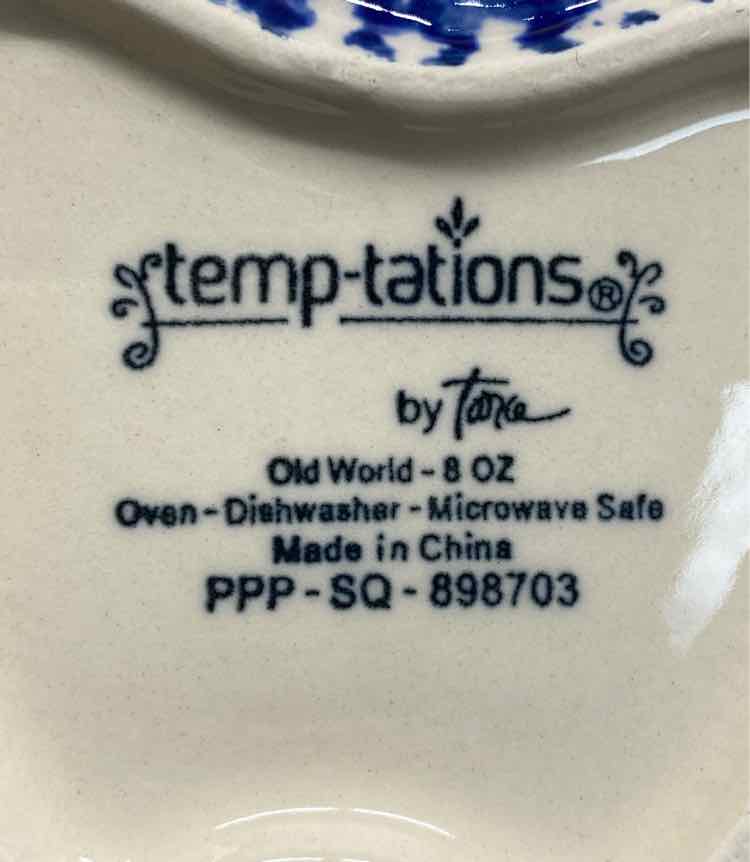 temp-tations®
by Tara
Old World - 8 OZ
Oven - Dishwasher - Microwave Safe
Made in China
PPP - SQ - 898703